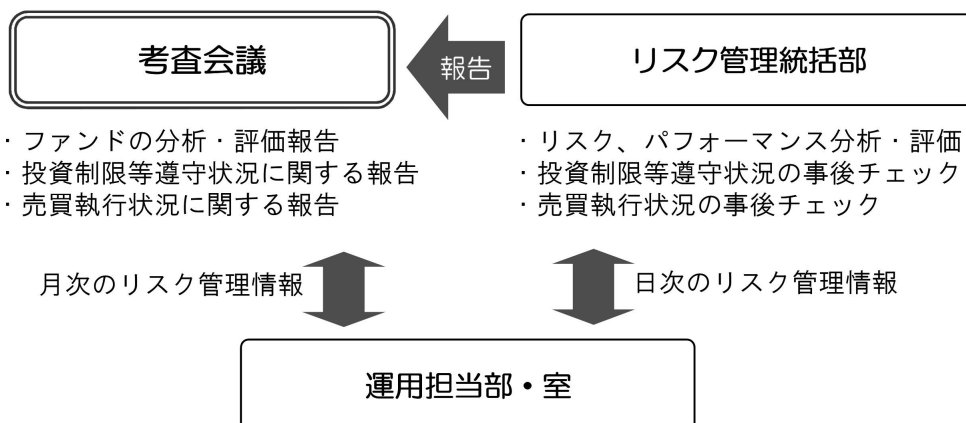 考査会議
報告
リスク管理統括部
・ファンドの分析・評価報告
・投資制限等遵守状況に関する報告
・売買執行状況に関する報告
・リスク、パフォーマンス分析・評価
・投資制限等遵守状況の事後チェック
・売買執行状況の事後チェック
月次のリスク管理情報
日次のリスク管理情報
運用担当部・室